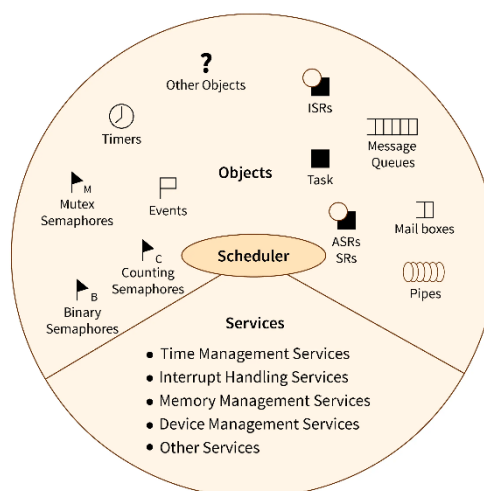 ?
Other Objects
ISRs
Timers
Message
Queues
Objects
Task
M
Mutex
Semaphores
Events
Mail boxes
ASRs
SRs
C
Counting
Semaphores
Scheduler
B
Binary
Semaphores
Pipes
Services
• Time Management Services
• Interrupt Handling Services
• Memory Management Services
• Device Management Services
• Other Services